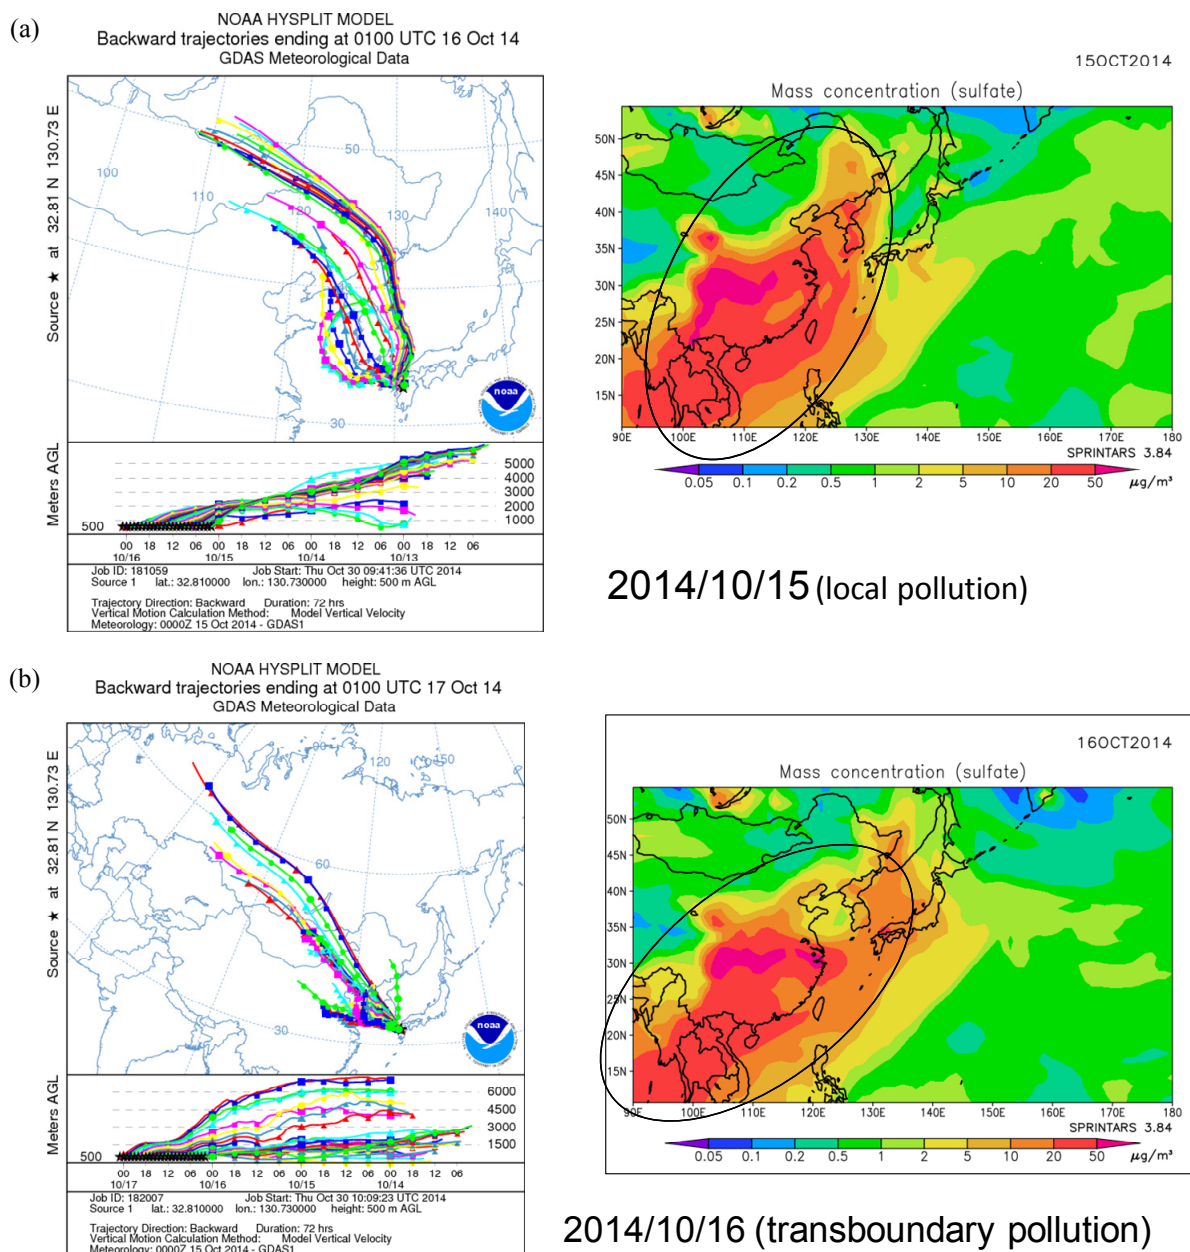 (a)
NOAA HYSPLIT MODEL
Backward trajectories ending at 0100 UTC 16 Oct 14
GDAS Meteorological Data
Source ★ at 32.81 N 130.73 E
100
110
120
130
140
50
30
noaa
Meters AGL
5000
4000
3000
2000
1000
500
00 18 12 06 00 18 12 06 00 18 12 06 00 18 12 06
10/16 10/15 10/14 10/13
Job ID: 181059 Job Start: Thu Oct 30 09:41:36 UTC 2014
Source 1 lat.: 32.810000 lon.: 130.730000 height: 500 m AGL
Trajectory Direction: Backward Duration: 72 hrs
Vertical Motion Calculation Method: Model Vertical Velocity
Meteorology: 0000Z 15 Oct 2014 - GDAS1
15OCT2014
Mass concentration (sulfate)
50N
45N
40N
35N
30N
25N
20N
15N
90E 100E 110E 120E 130E 140E 150E 160E 170E 180
SPRINTARS 3.84
0.05 0.1 0.2 0.5 1 2 5 10 20 50 μg/m³
2014/10/15 (local pollution)
(b)
NOAA HYSPLIT MODEL
Backward trajectories ending at 0100 UTC 17 Oct 14
GDAS Meteorological Data
Source ★ at 32.81 N 130.73 E
90
120
150
60
30
noaa
Meters AGL
6000
4500
3000
1500
500
00 18 12 06 00 18 12 06 00 18 12 06 00 18 12 06
10/17 10/16 10/15 10/14
Job ID: 182007 Job Start: Thu Oct 30 10:09:23 UTC 2014
Source 1 lat.: 32.810000 lon.: 130.730000 height: 500 m AGL
Trajectory Direction: Backward Duration: 72 hrs
Vertical Motion Calculation Method: Model Vertical Velocity
Meteorology: 0000Z 15 Oct 2014 - GDAS1
16OCT2014
Mass concentration (sulfate)
50N
45N
40N
35N
30N
25N
20N
15N
90E 100E 110E 120E 130E 140E 150E 160E 170E 180
SPRINTARS 3.84
0.05 0.1 0.2 0.5 1 2 5 10 20 50 μg/m³
2014/10/16 (transboundary pollution)